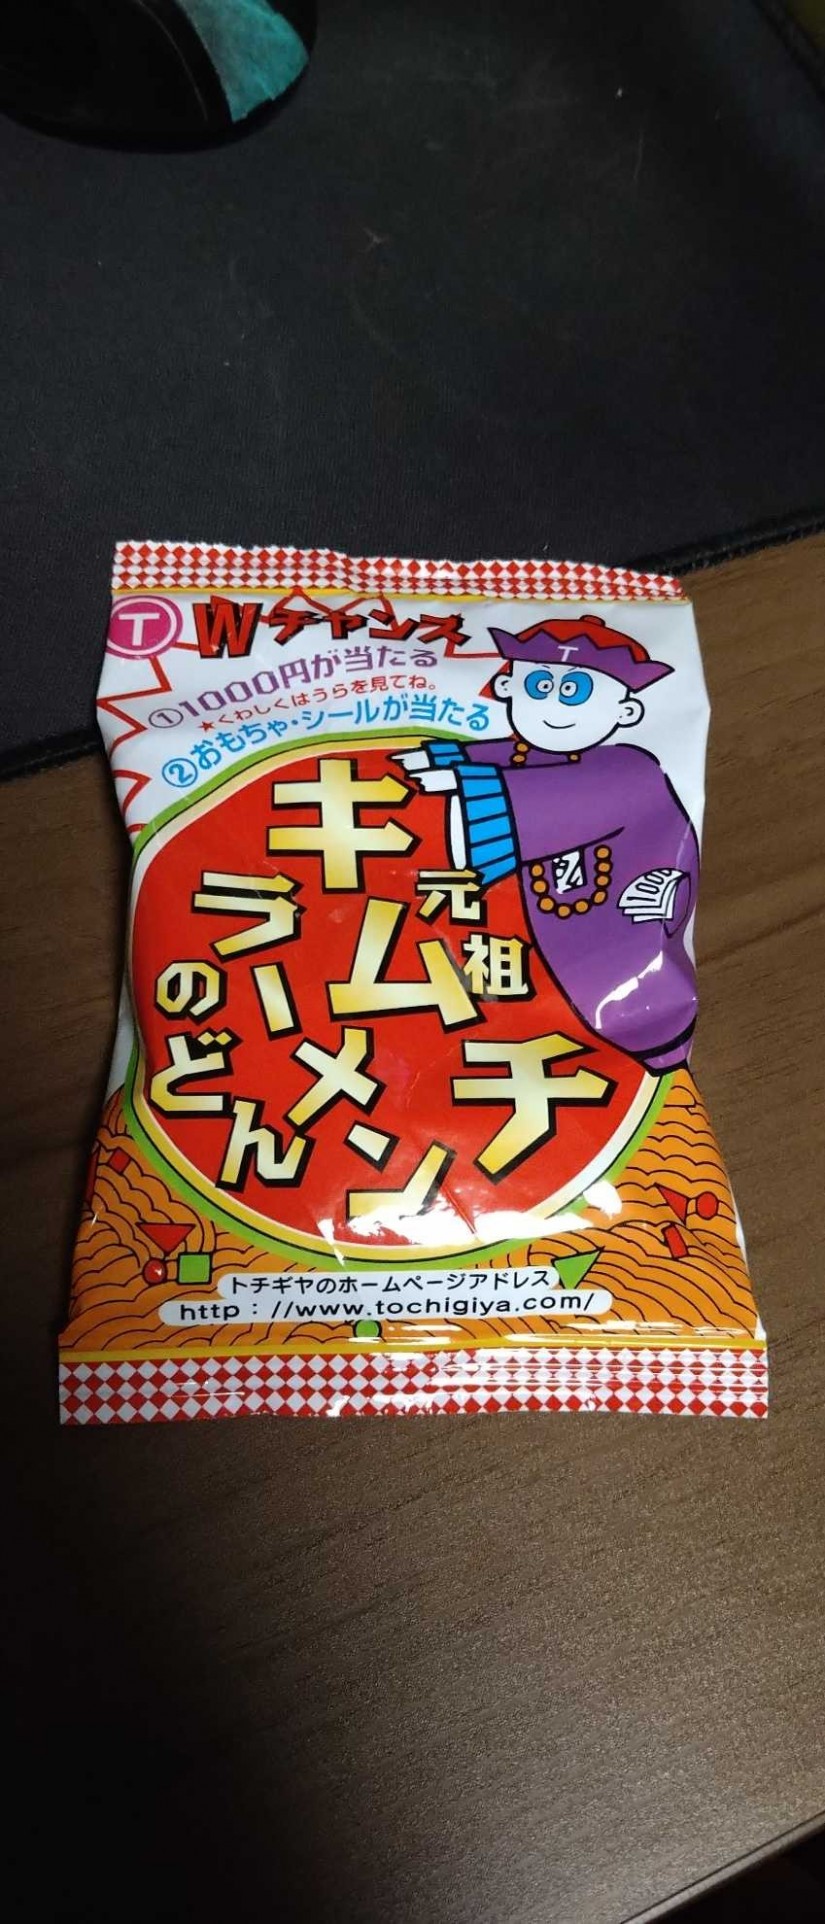 T
Wチャンス
①1000円が当たる
★くわしくはうらを見てね。
②おもちゃ・シールが当たる
T
元祖
キムチ
ラーメン
のどん
1000
トチギヤのホームページアドレス
http://www.tochigiya.com/